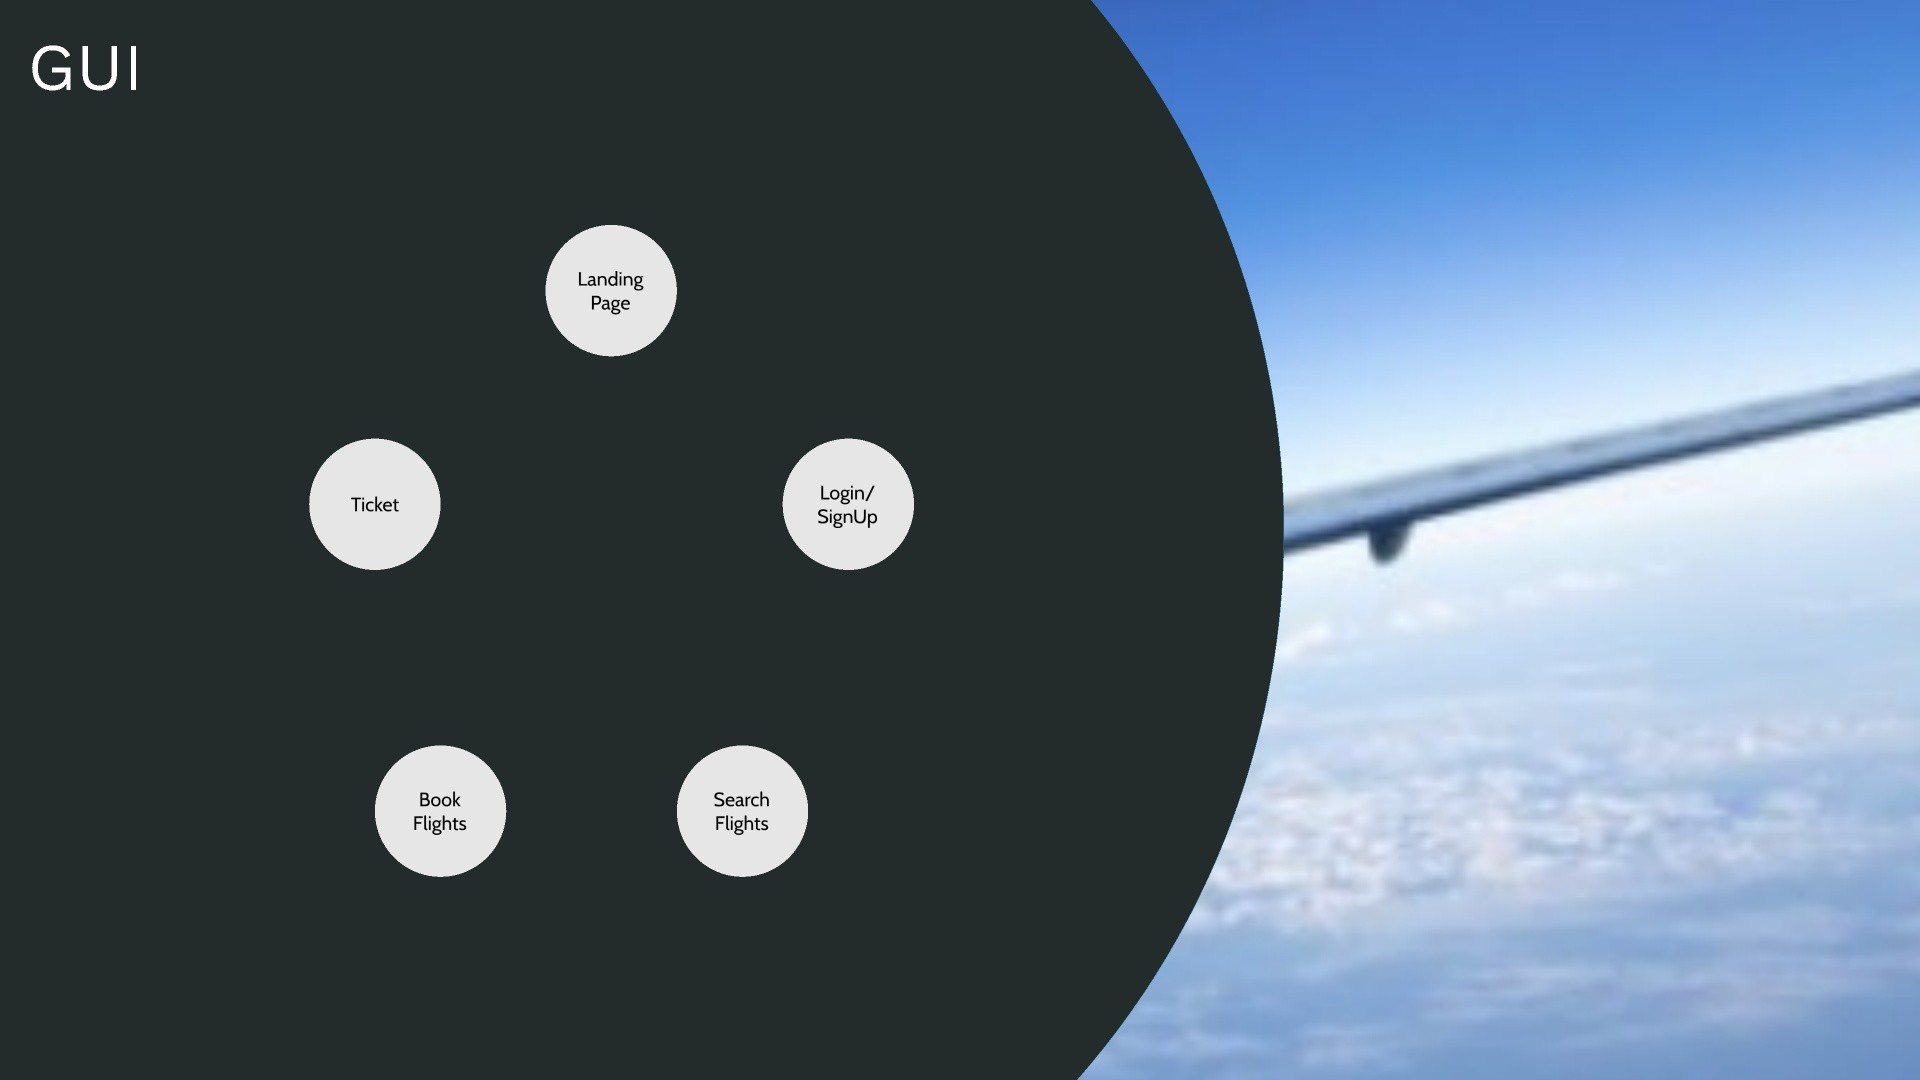 GUI
Landing
Page
Ticket
Login/
SignUp
Book
Flights
Search
Flights